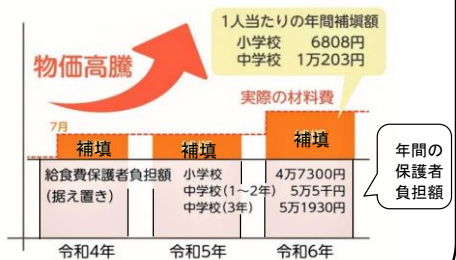 1人当たりの年間補塡額
小学校 6808円
中学校 1万203円
物価高騰
実際の材料費
7月
補填 補填 補填
給食費保護者負担額 小学校 4万7300円
(据え置き) 中学校(1～2年) 5万5千円
中学校(3年) 5万1930円
年間の
保護者
負担額
令和4年 令和5年 令和6年